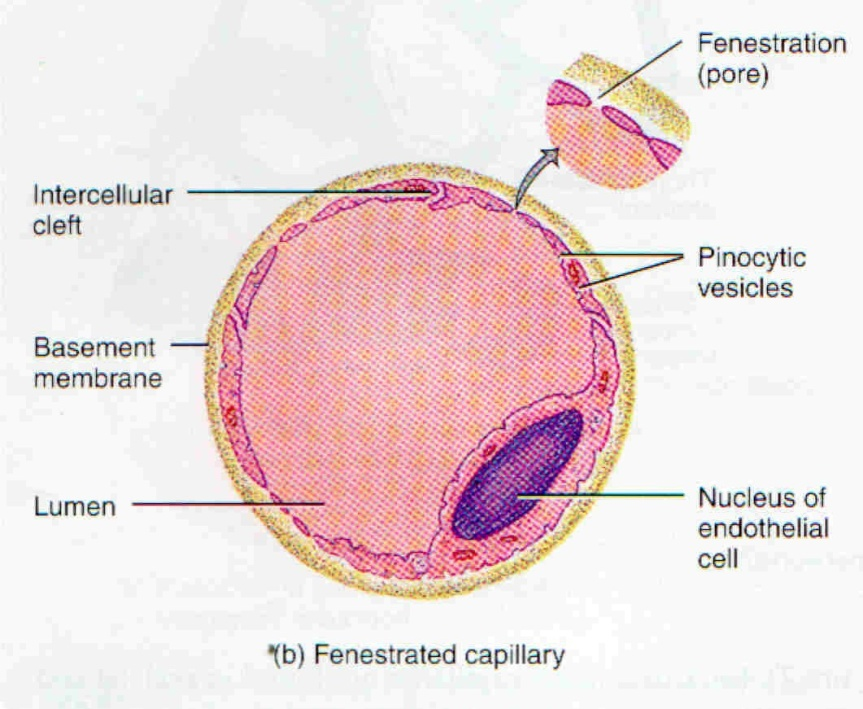 Fenestration
(pore)
Intercellular
cleft
Pinocytic
vesicles
Basement
membrane
Lumen
Nucleus of
endothelial
cell
*(b) Fenestrated capillary